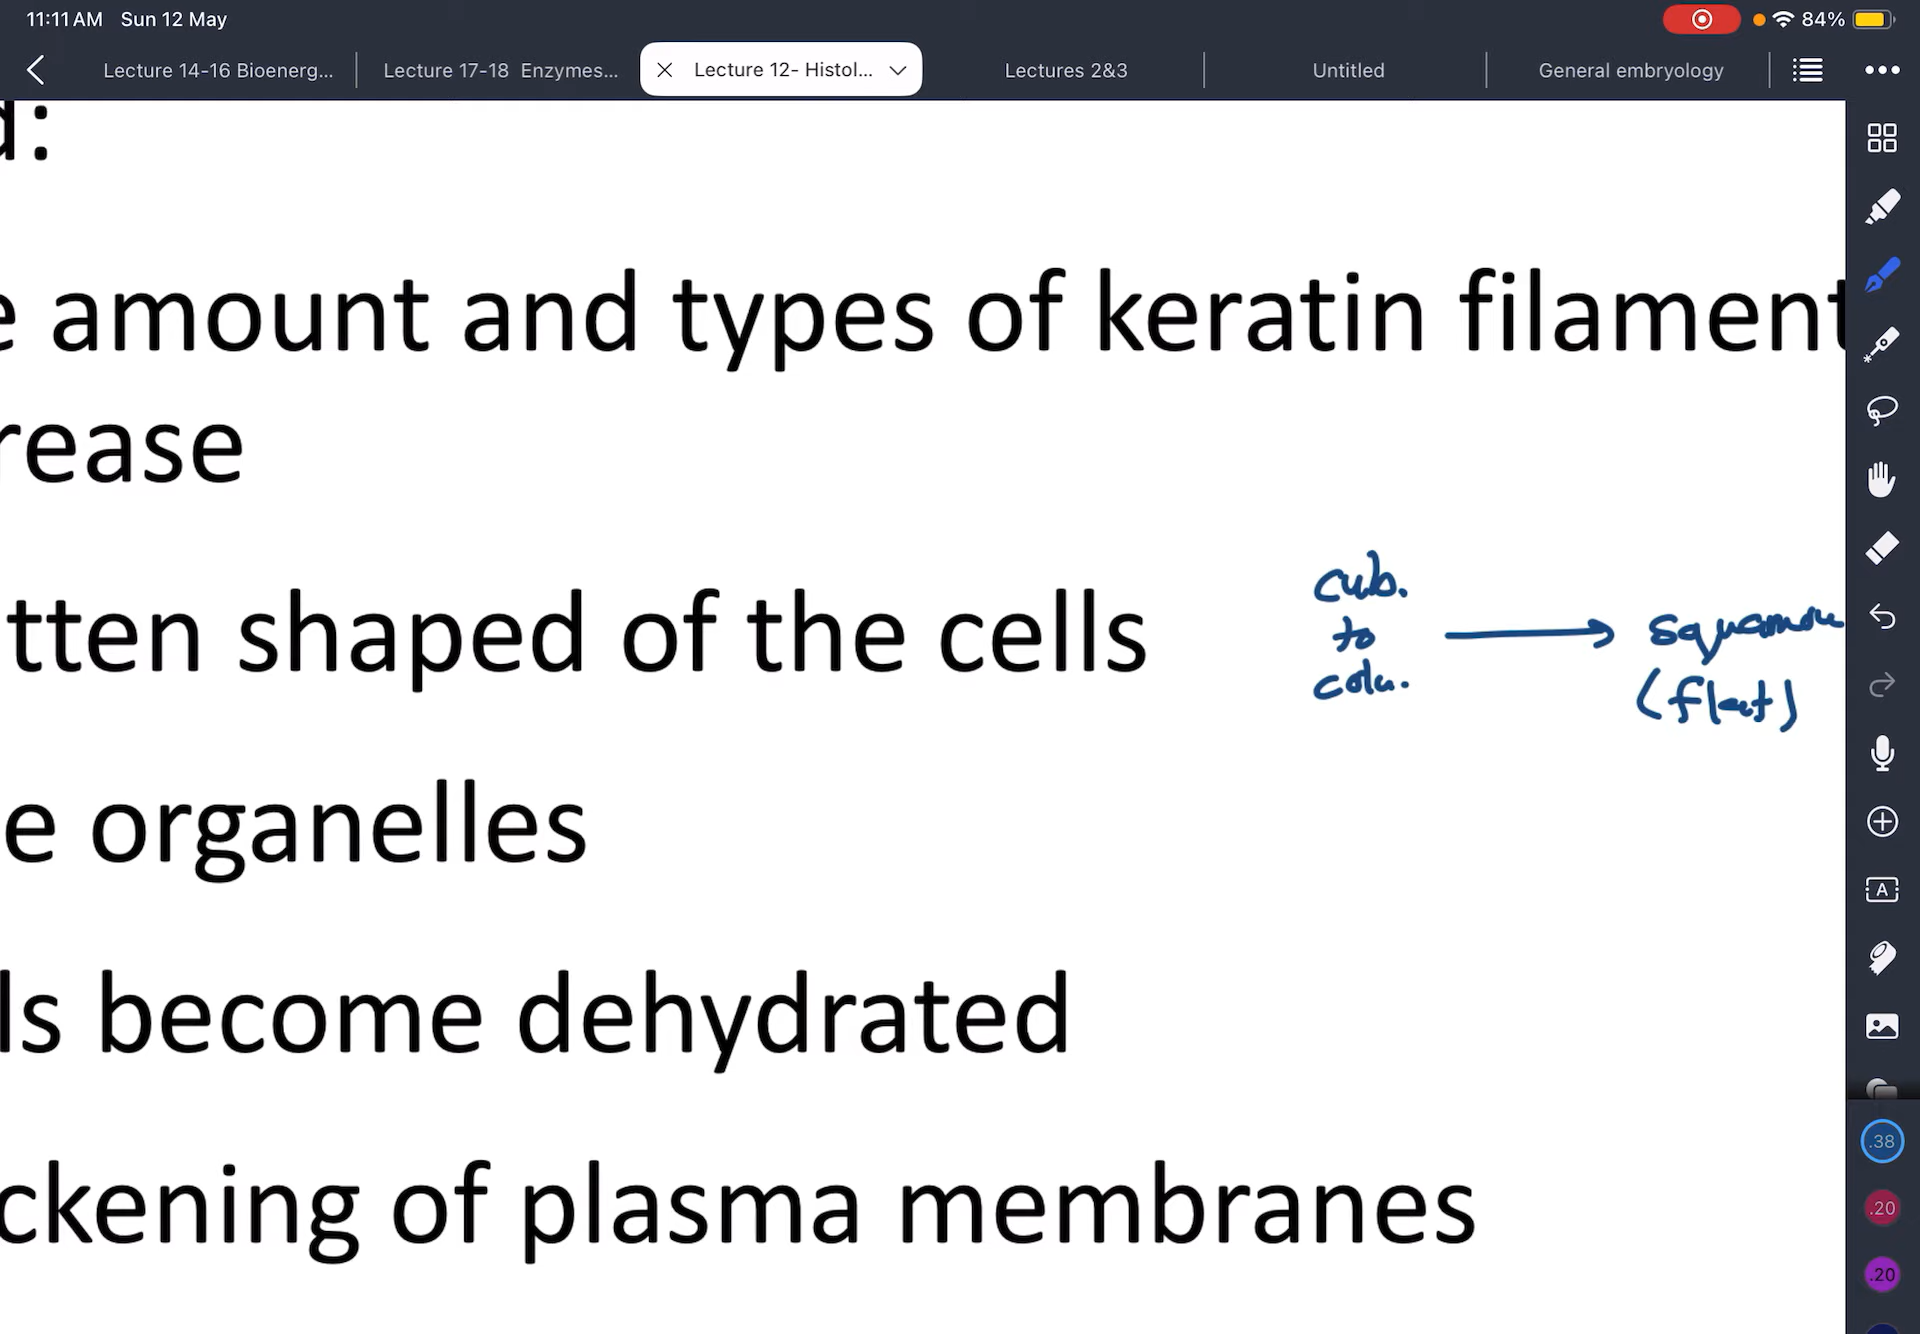 11:11 AM Sun 12 May
84%
Lecture 14-16 Bioenerg...
Lecture 17-18 Enzymes...
Lecture 12- Histol...
Lectures 2&3
Untitled
General embryology
d:
e amount and types of keratin filament
rease
tten shaped of the cells
cub.
to
colu.
squamou
(flat)
e organelles
ls become dehydrated
ckening of plasma membranes
A
.38
.20
.20